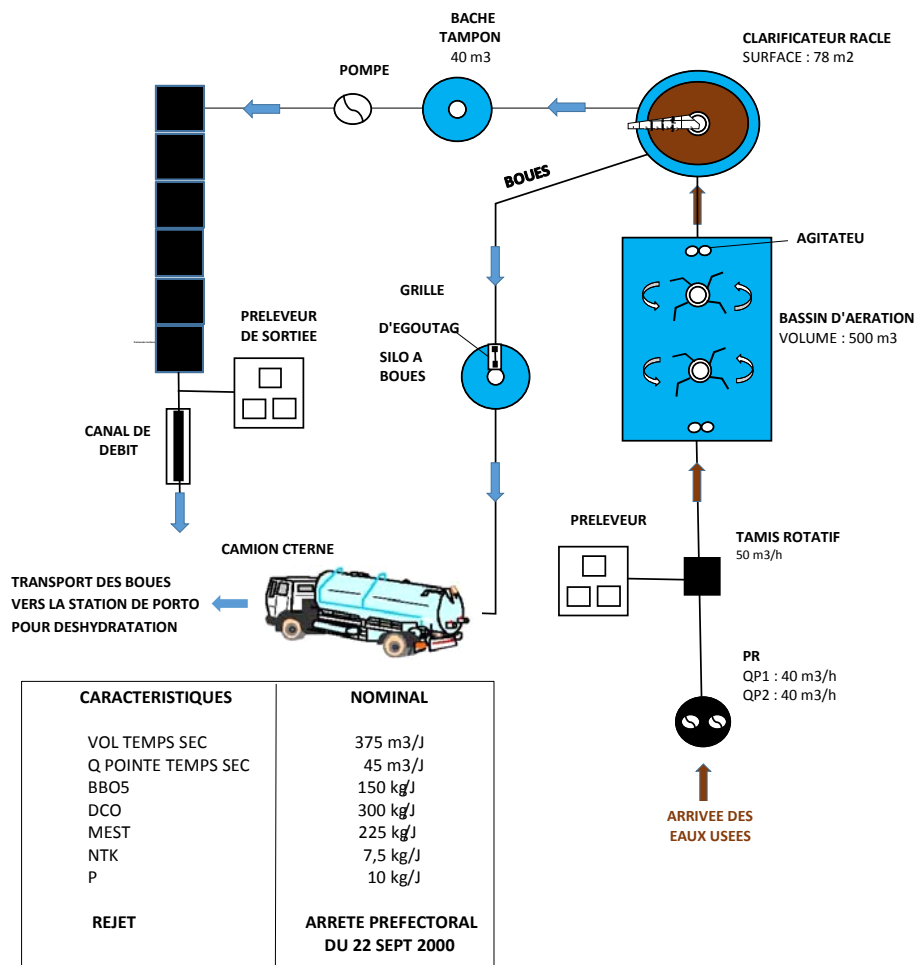 BACHE
TAMPON
40 m3
CLARIFICATEUR RACLE
SURFACE : 78 m2
POMPE
BOUES
AGITATEU
GRILLE
D'EGOUTAG
SILO A
BOUES
BASSIN D'AERATION
VOLUME : 500 m3
PRELEVEUR
DE SORTIEE
CANAL DE
DEBIT
PRELEVEUR
TAMIS ROTATIF
50 m3/h
CAMION CTERNE
TRANSPORT DES BOUES
VERS LA STATION DE PORTO
POUR DESHYDRATATION
PR
QP1 : 40 m3/h
QP2 : 40 m3/h
ARRIVEE DES
EAUX USEES
CARACTERISTIQUES NOMINAL
VOL TEMPS SEC 375 m3/J
Q POINTE TEMPS SEC 45 m3/J
BBO5 150 kg/J
DCO 300 kg/J
MEST 225 kg/J
NTK 7,5 kg/J
P 10 kg/J
REJET ARRETE PREFECTORAL
DU 22 SEPT 2000